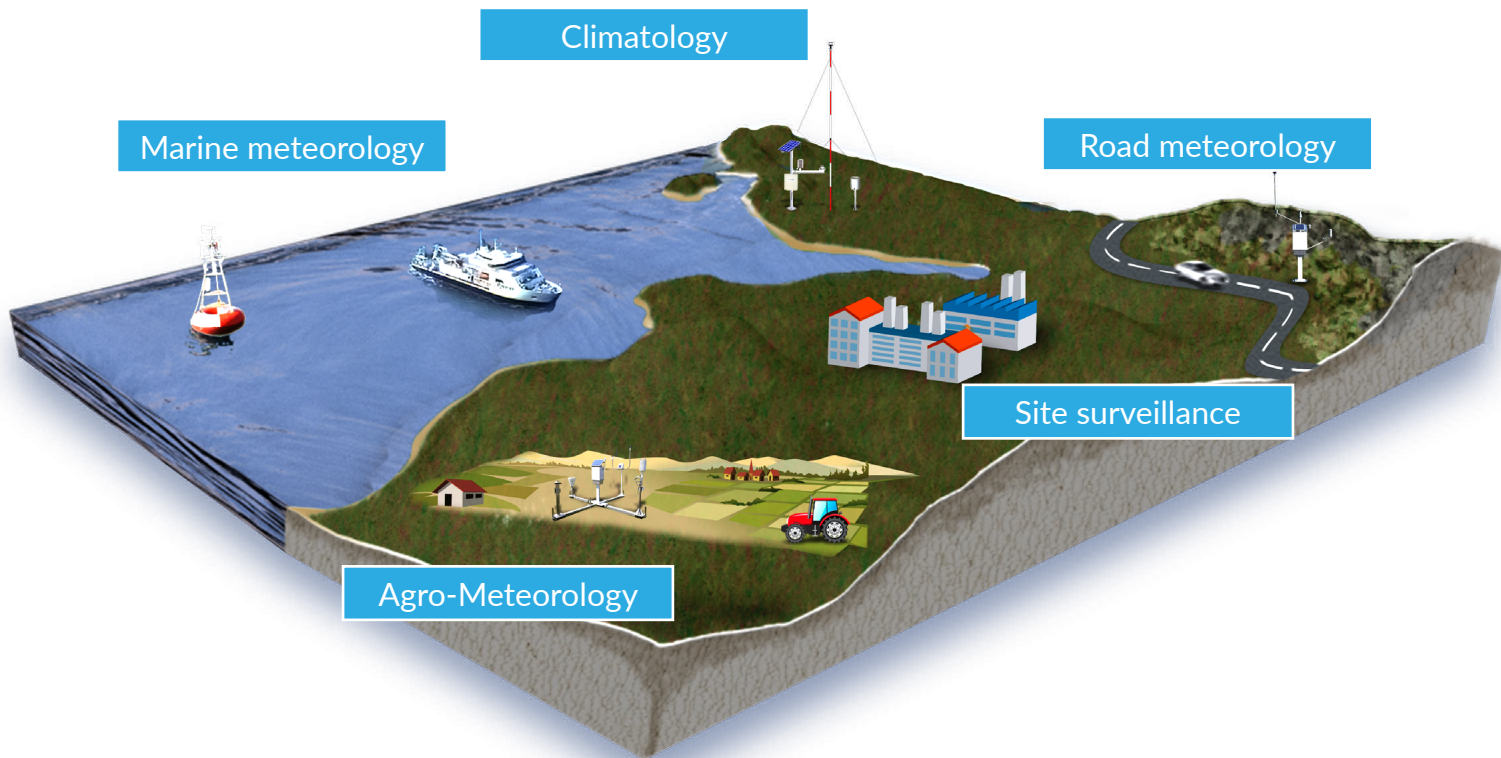 Climatology
Marine meteorology
Road meteorology
Site surveillance
Agro-Meteorology